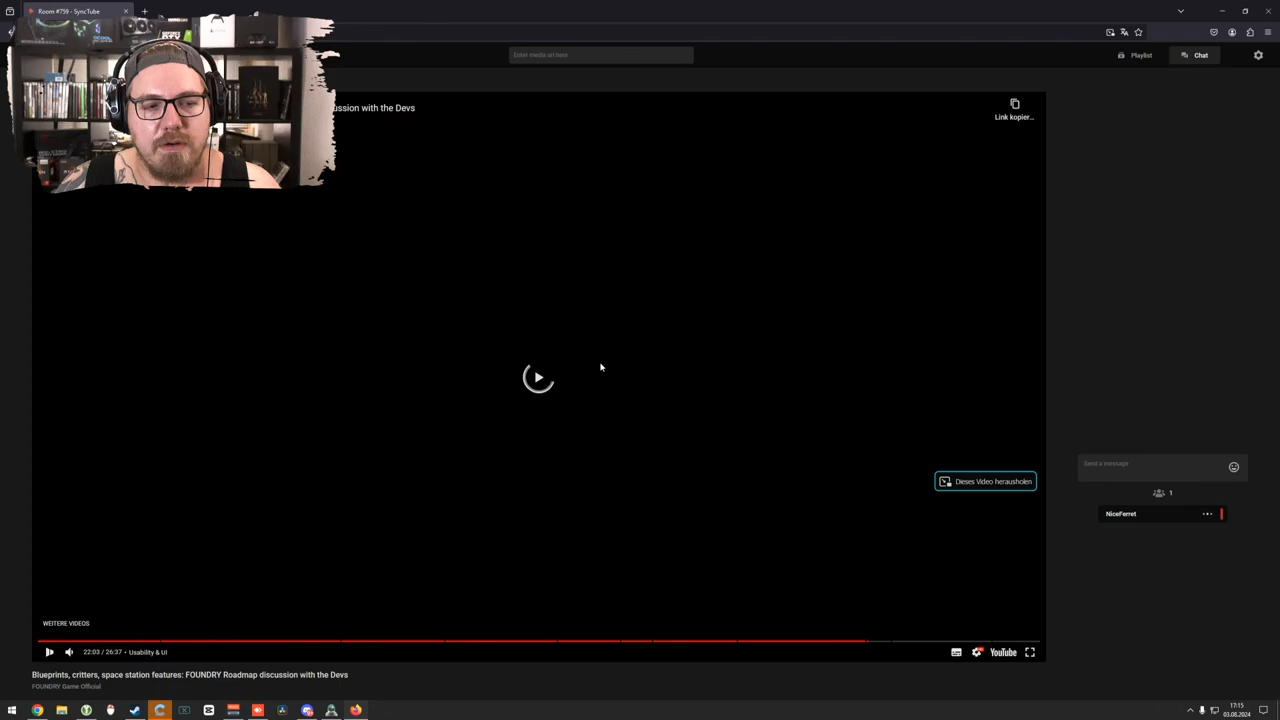 Room #759 - SyncTube
Enter media url here
Playlist
Chat
ussion with the Devs
Link kopier...
Dieses Video herausholen
Send a message
1
NiceFerret
WEITERE VIDEOS
22:03 / 26:37 • Usability & UI
YouTube
Blueprints, critters, space station features: FOUNDRY Roadmap discussion with the Devs
FOUNDRY Game Official
17:15
03.08.2024